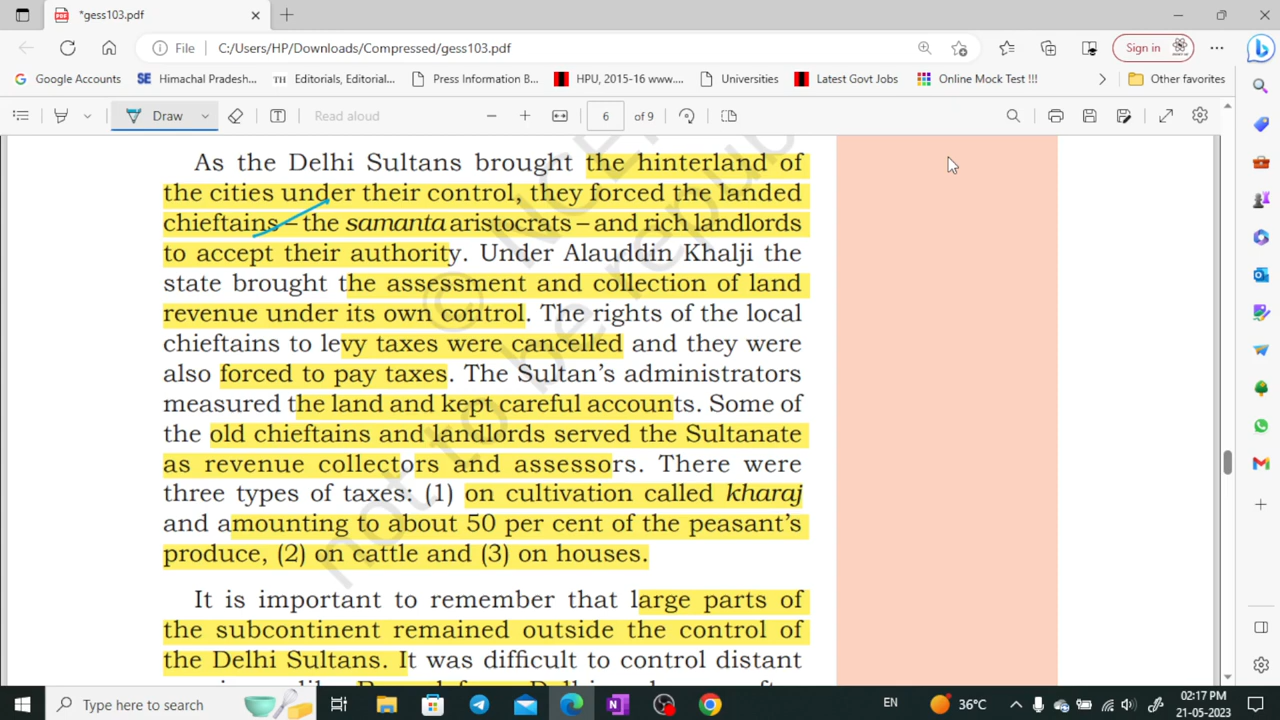 *gess103.pdf
File C:/Users/HP/Downloads/Compressed/gess103.pdf Sign in
Google Accounts SE Himachal Pradesh... TH Editorials, Editorial... Press Information B... HPU, 2015-16 www.... Universities Latest Govt Jobs Online Mock Test !!! Other favorites
Draw Read aloud 6 of 9
As the Delhi Sultans brought the hinterland of
the cities under their control, they forced the landed
chieftains – the samanta aristocrats – and rich landlords
to accept their authority. Under Alauddin Khalji the
state brought the assessment and collection of land
revenue under its own control. The rights of the local
chieftains to levy taxes were cancelled and they were
also forced to pay taxes. The Sultan's administrators
measured the land and kept careful accounts. Some of
the old chieftains and landlords served the Sultanate
as revenue collectors and assessors. There were
three types of taxes: (1) on cultivation called kharaj
and amounting to about 50 per cent of the peasant's
produce, (2) on cattle and (3) on houses.
It is important to remember that large parts of
the subcontinent remained outside the control of
the Delhi Sultans. It was difficult to control distant
© NCE
not to be repub
Type here to search EN 36°C 02:17 PM
21-05-2023